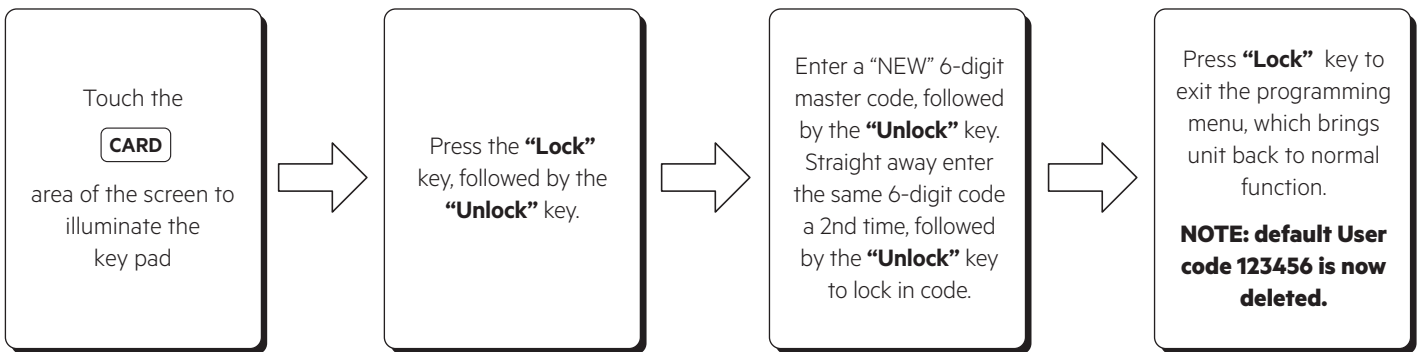 Touch the
CARD
area of the screen to
illuminate the
key pad
Press the “Lock”
key, followed by the
“Unlock” key.
Enter a “NEW” 6-digit
master code, followed
by the “Unlock” key.
Straight away enter
the same 6-digit code
a 2nd time, followed
by the “Unlock” key
to lock in code.
Press “Lock” key to
exit the programming
menu, which brings
unit back to normal
function.
NOTE: default User
code 123456 is now
deleted.